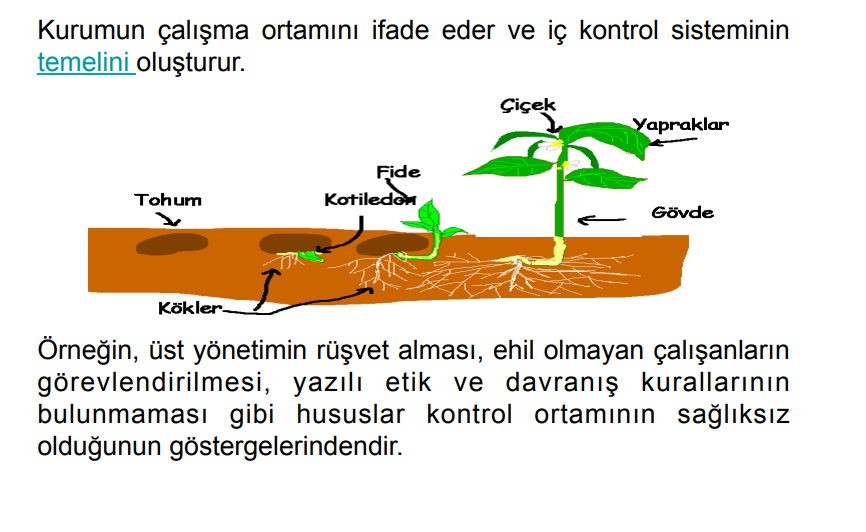 Kurumun çalışma ortamını ifade eder ve iç kontrol sisteminin
temelini oluşturur.
Çiçek
Yapraklar
Fide
Tohum
Kotiledon
Gövde
Kökler
Örneğin, üst yönetimin rüşvet alması, ehil olmayan çalışanların
görevlendirilmesi, yazılı etik ve davranış kurallarının
bulunmaması gibi hususlar kontrol ortamının sağlıksız
olduğunun göstergelerindendir.